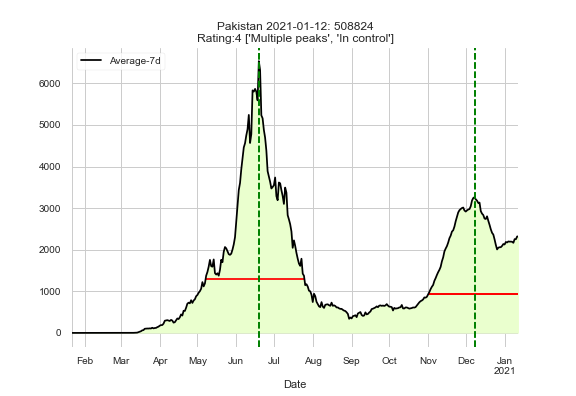 Pakistan 2021-01-12: 508824
Rating:4 ['Multiple peaks', 'In control']
Average-7d
6000
5000
4000
3000
2000
1000
0
Feb Mar Apr May Jun Jul Aug Sep Oct Nov Dec Jan
2021
Date